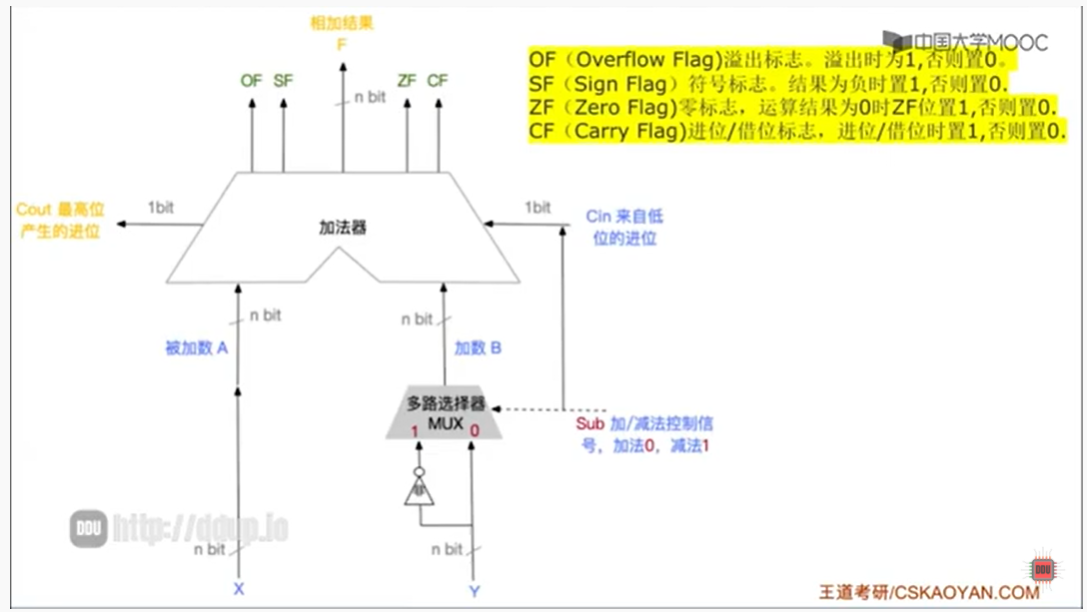 相加结果
F
中国大学MOOC
OF（Overflow Flag)溢出标志。溢出时为1,否则置0。
SF（Sign Flag）符号标志。结果为负时置1,否则置0.
ZF（Zero Flag)零标志，运算结果为0时ZF位置1,否则置0.
CF（Carry Flag)进位/借位标志，进位/借位时置1,否则置0.
OF SF ZF CF
n bit
Cout 最高位
产生的进位
1bit
加法器
1bit
Cin 来自低
位的进位
n bit
n bit
被加数 A
加数 B
多路选择器
MUX
1 0
Sub 加/减法控制信
号，加法0，减法1
非
DDU http://ddup.io
n bit
n bit
X
Y
DDU
王道考研/CSKAOYAN.COM